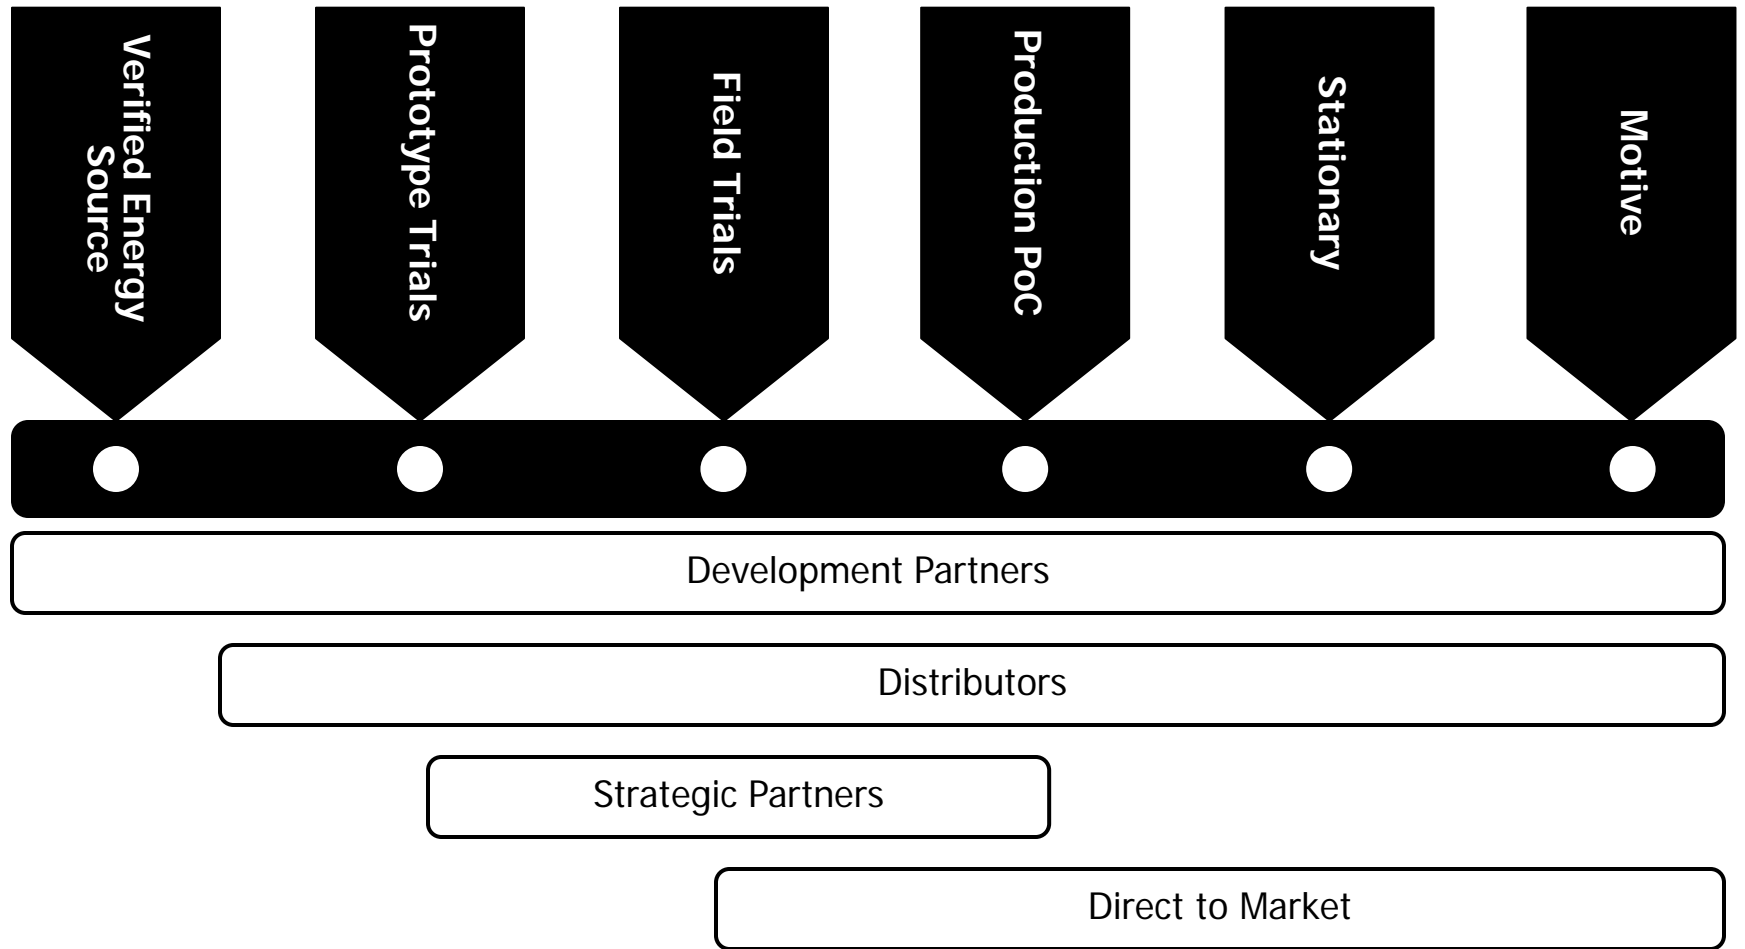 Verified Energy
Source
Prototype Trials
Field Trials
Production PoC
Stationary
Motive
Development Partners
Distributors
Strategic Partners
Direct to Market